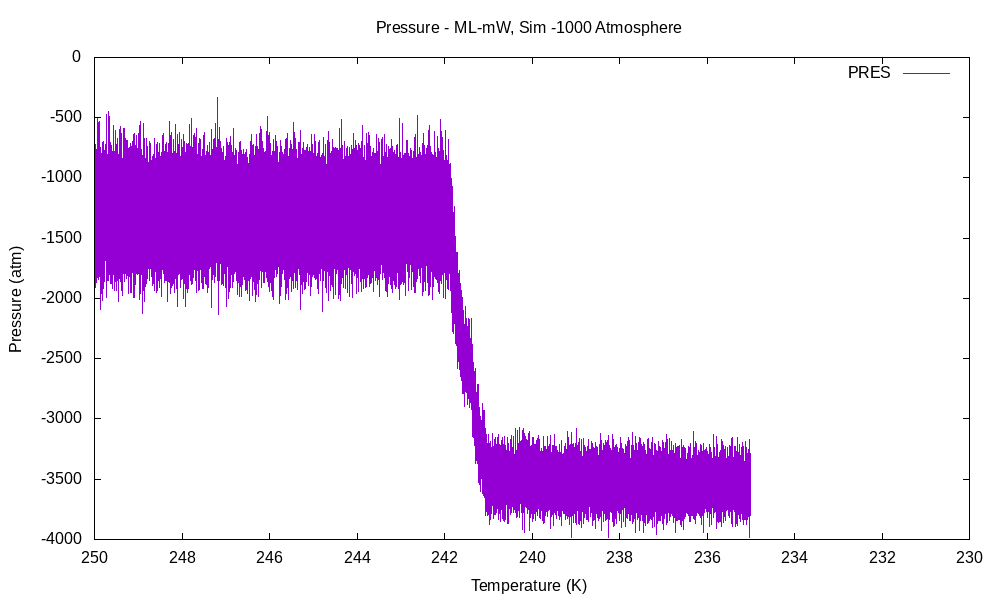 Pressure - ML-mW, Sim -1000 Atmosphere
PRES
0
-500
-1000
-1500
-2000
-2500
-3000
-3500
-4000
Pressure (atm)
250 248 246 244 242 240 238 236 234 232 230
Temperature (K)